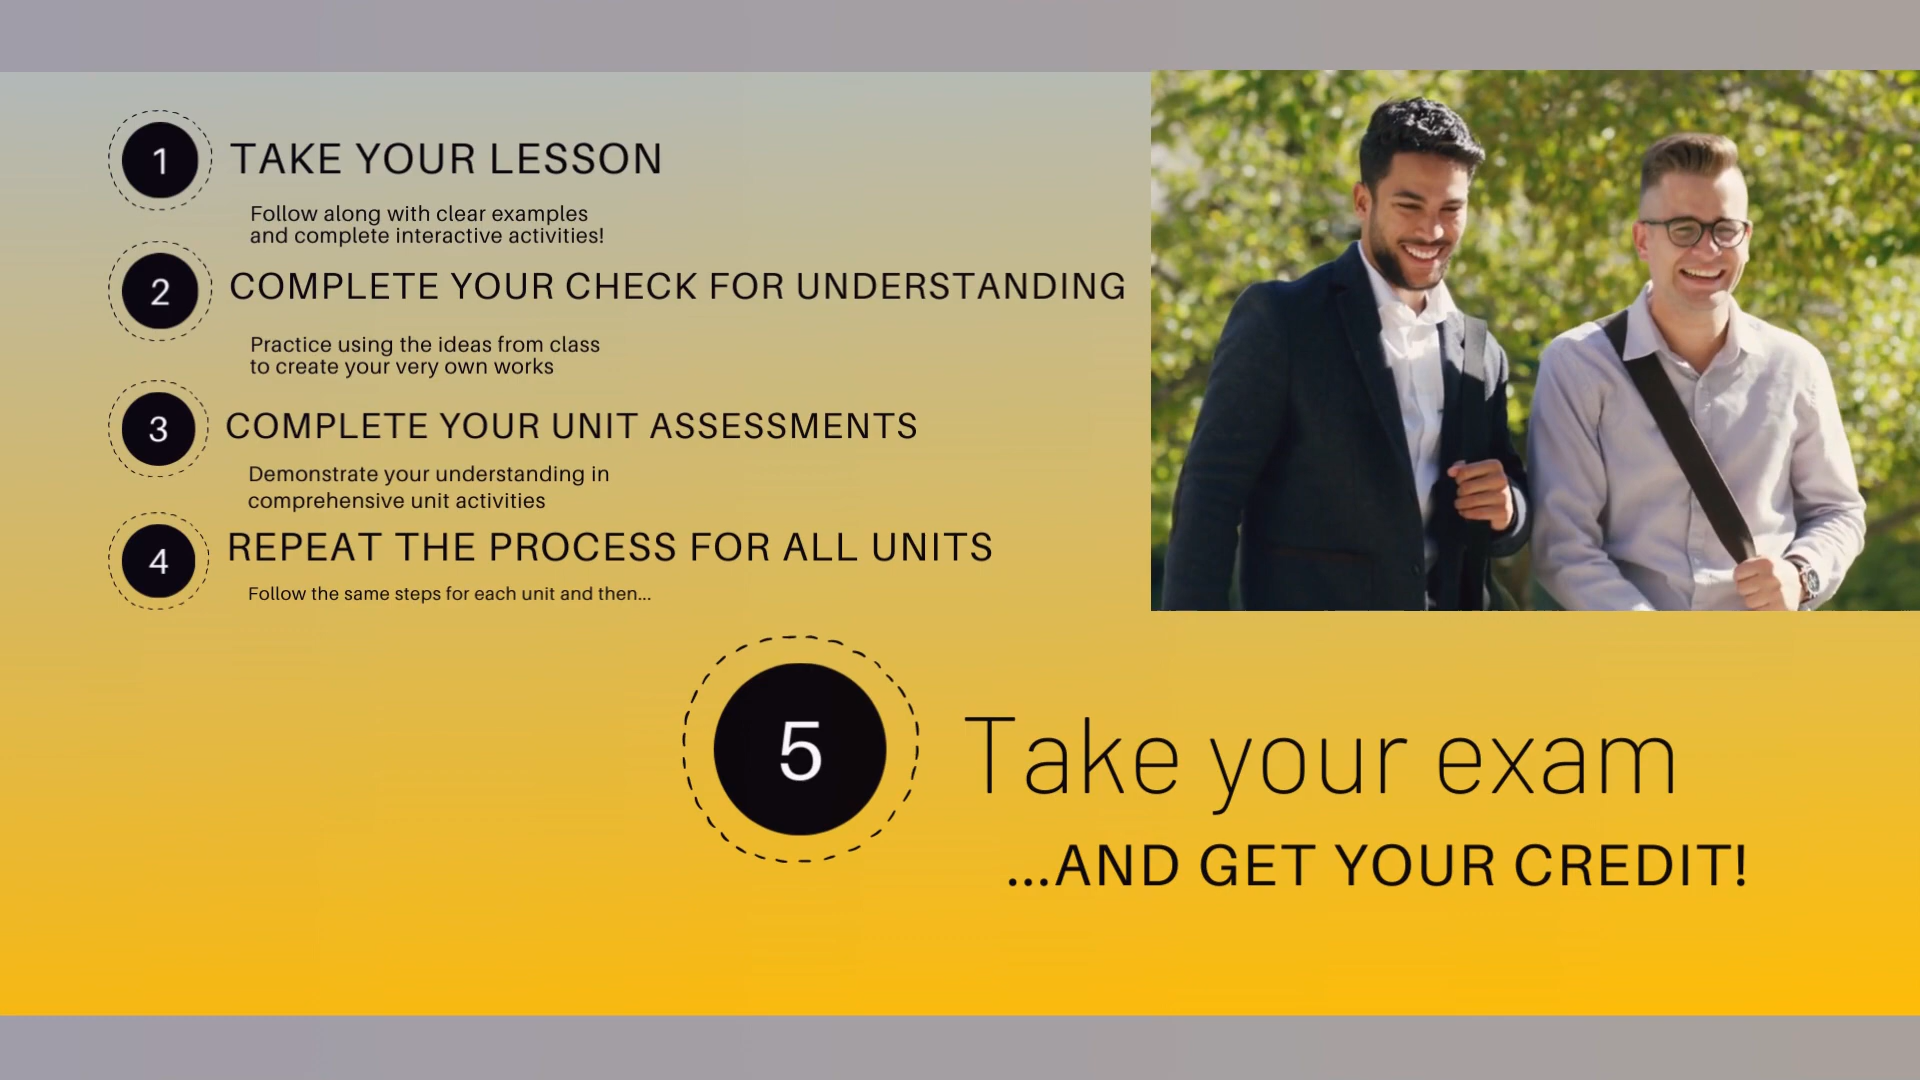 1
TAKE YOUR LESSON
Follow along with clear examples
and complete interactive activities!
2
COMPLETE YOUR CHECK FOR UNDERSTANDING
Practice using the ideas from class
to create your very own works
3
COMPLETE YOUR UNIT ASSESSMENTS
Demonstrate your understanding in
comprehensive unit activities
4
REPEAT THE PROCESS FOR ALL UNITS
Follow the same steps for each unit and then...
5
Take your exam
...AND GET YOUR CREDIT!